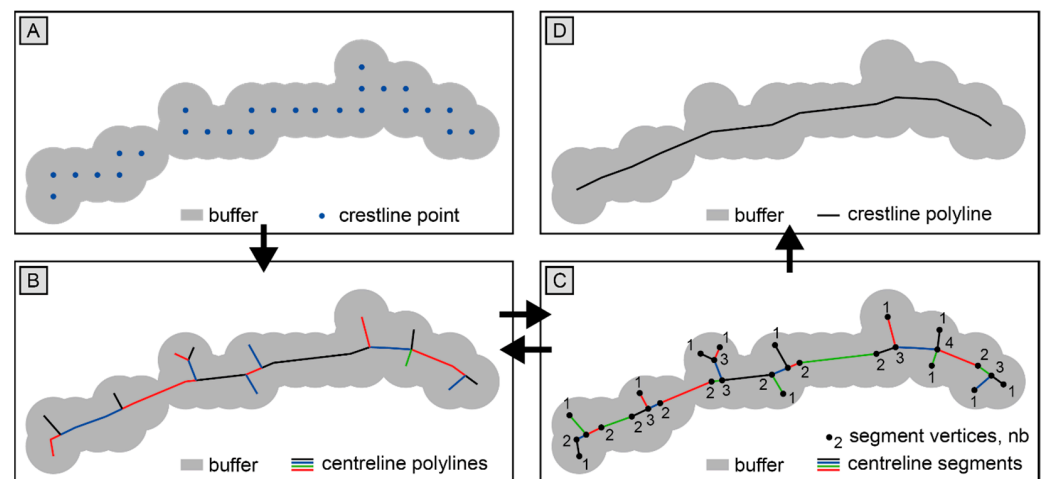 A
buffer
crestline point
D
buffer
crestline polyline
B
buffer
centreline polylines
C
1
1
1
1
1
1
3
2
3
4
2
3
2
2
2
3
1
1
1
1
1
2
3
2
1
2
2
1
2 segment vertices, nb
buffer
centreline segments